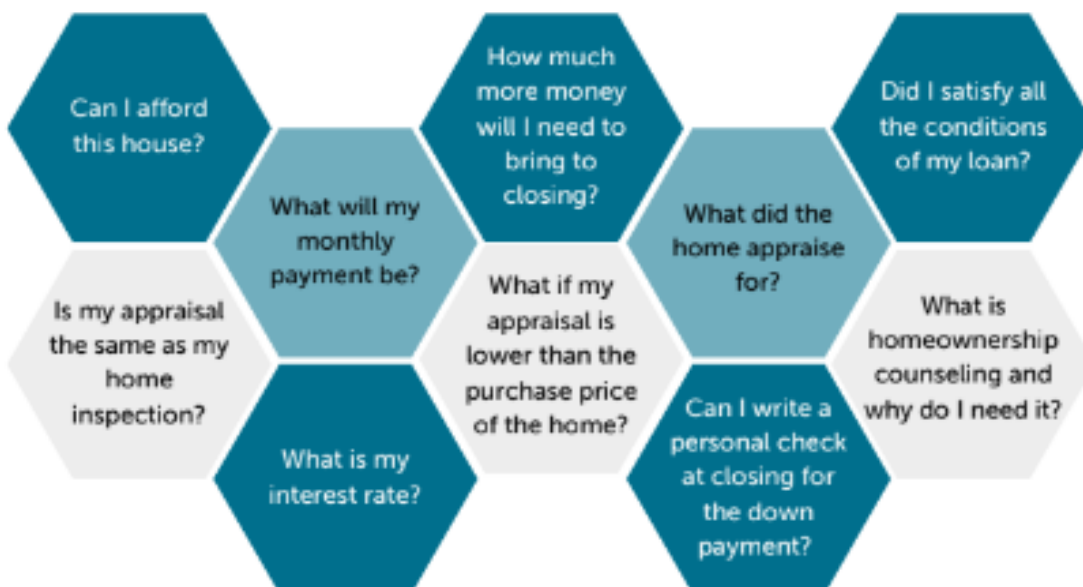 Can I afford
this house?
How much
more money
will I need to
bring to
closing?
Did I satisfy all
the conditions
of my loan?
What will my
monthly
payment be?
What did the
home appraise
for?
Is my appraisal
the same as my
home
inspection?
What if my
appraisal is
lower than the
purchase price
of the home?
What is
homeownership
counseling and
why do I need it?
What is my
interest rate?
Can I write a
personal check
at closing for
the down
payment?